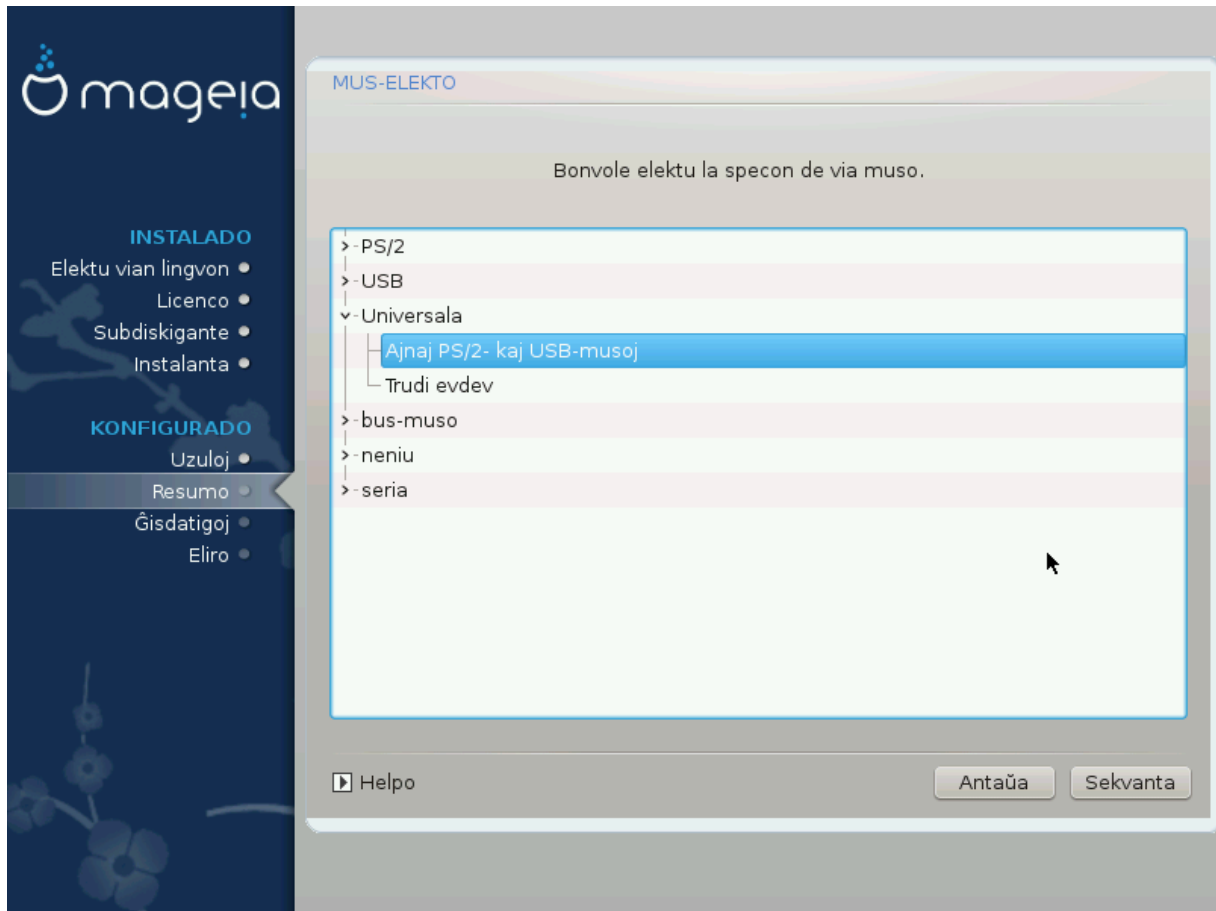 mageia
INSTALADO
Elektu vian lingvon
Licenco
Subdiskigante
Instalanta
KONFIGURADO
Uzuloj
Resumo
Ĝisdatigoj
Eliro
MUS-ELEKTO
Bonvole elektu la specon de via muso.
PS/2
USB
Universala
Ajnaj PS/2- kaj USB-musoj
Trudi evdev
bus-muso
neniu
seria
Helpo
Antaŭa
Sekvanta